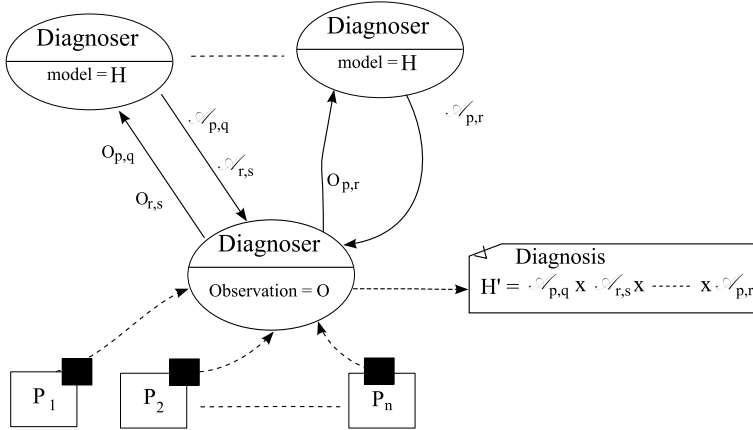 Diagnoser
model = H
Diagnoser
model = H
𝒜p,q
𝒜r,s
𝒜p,r
Op,q
Or,s
Op,r
Diagnoser
Observation = O
Diagnosis
H' = 𝒜p,q x 𝒜r,s x ------ x 𝒜p,r
P1
P2
Pn